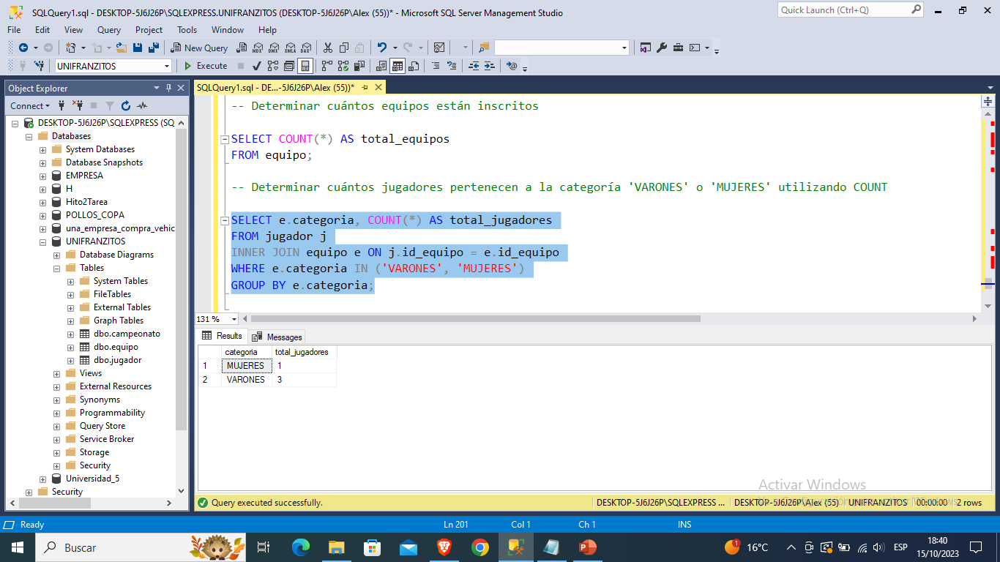 SQLQuery1.sql - DESKTOP-5J6J26P\SQLEXPRESS.UNIFRANZITOS (DESKTOP-5J6J26P\Alex (55))* - Microsoft SQL Server Management Studio
Quick Launch (Ctrl+Q)
File Edit View Query Project Tools Window Help
New Query MDX DMX XMLA DAX
UNIFRANZITOS Execute
Object Explorer
SQLQuery1.sql - DE...-5J6J26P\Alex (55))*
Connect
DESKTOP-5J6J26P\SQLEXPRESS (SQ
Databases
System Databases
Database Snapshots
EMPRESA
H
Hito2Tarea
POLLOS_COPA
una_empresa_compra_vehic
UNIFRANZITOS
Database Diagrams
Tables
System Tables
FileTables
External Tables
Graph Tables
dbo.campeonato
dbo.equipo
dbo.jugador
Views
External Resources
Synonyms
Programmability
Query Store
Service Broker
Storage
Security
Universidad_5
Security
-- Determinar cuántos equipos están inscritos
SELECT COUNT(*) AS total_equipos
FROM equipo;
-- Determinar cuántos jugadores pertenecen a la categoría 'VARONES' o 'MUJERES' utilizando COUNT
SELECT e.categoria, COUNT(*) AS total_jugadores
FROM jugador j
INNER JOIN equipo e ON j.id_equipo = e.id_equipo
WHERE e.categoria IN ('VARONES', 'MUJERES')
GROUP BY e.categoria;
131 %
Results Messages
categoria total_jugadores
1 MUJERES 1
2 VARONES 3
Activar Windows
Query executed successfully.
DESKTOP-5J6J26P\SQLEXPRESS ... DESKTOP-5J6J26P\Alex (55) UNIFRANZITOS 00:00:00 2 rows
Ready Ln 201 Col 1 Ch 1 INS
Buscar
16°C
ESP
18:40
15/10/2023